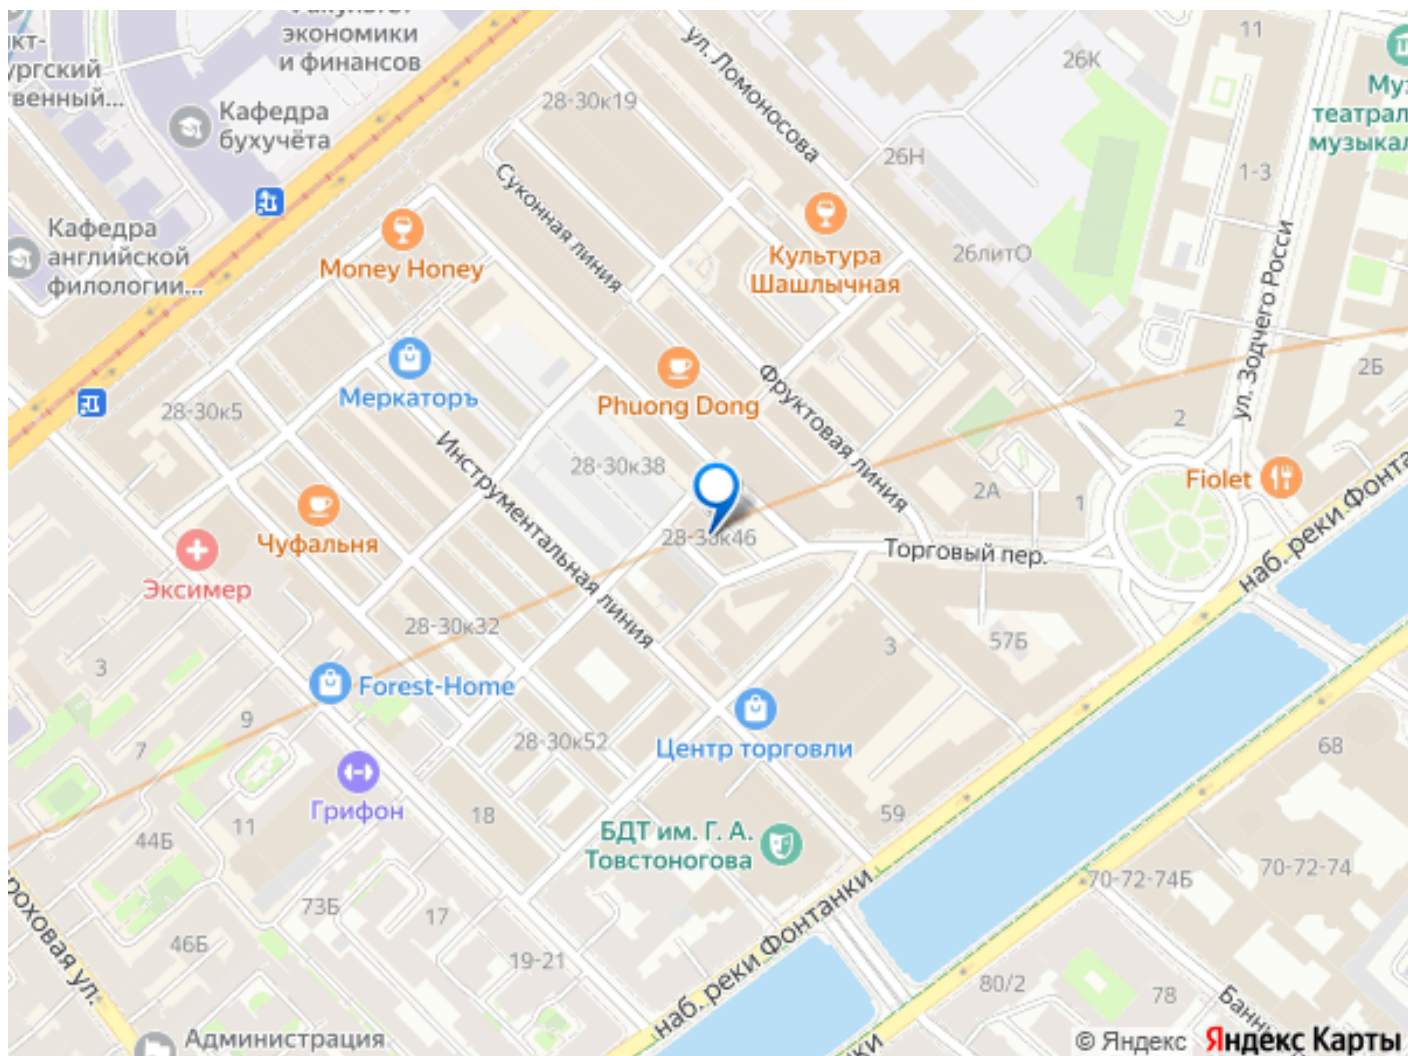 экономики
и финансов
Кафедра
бухучёта
Кафедра
английской
филологии...
28-30к19
ул. Ломоносова
26К
11
26Н
1-3
26литО
Суконная линия
Money Honey
Культура
Шашлычная
ул. Зодчего Росси
Меркаторъ
28-30к5
Phuong Dong
Фруктовая линия
2Б
2
28-30к38
Инструментальная линия
2А
1
Fiolet
Чуфальня
Эксимер
Торговый пер.
наб. реки Фонта
28-30к32
3
57Б
3
Forest-Home
9
7
28-30к52
Центр торговли
68
Грифон
11
18
59
44Б
БДТ им. Г. А.
Товстоногова
70-72-74
70-72-74Б
73Б
17
46Б
19-21
наб. реки Фонтанки
80/2
78
роховая ул.
Администрация
© Яндекс
Яндекс Карты